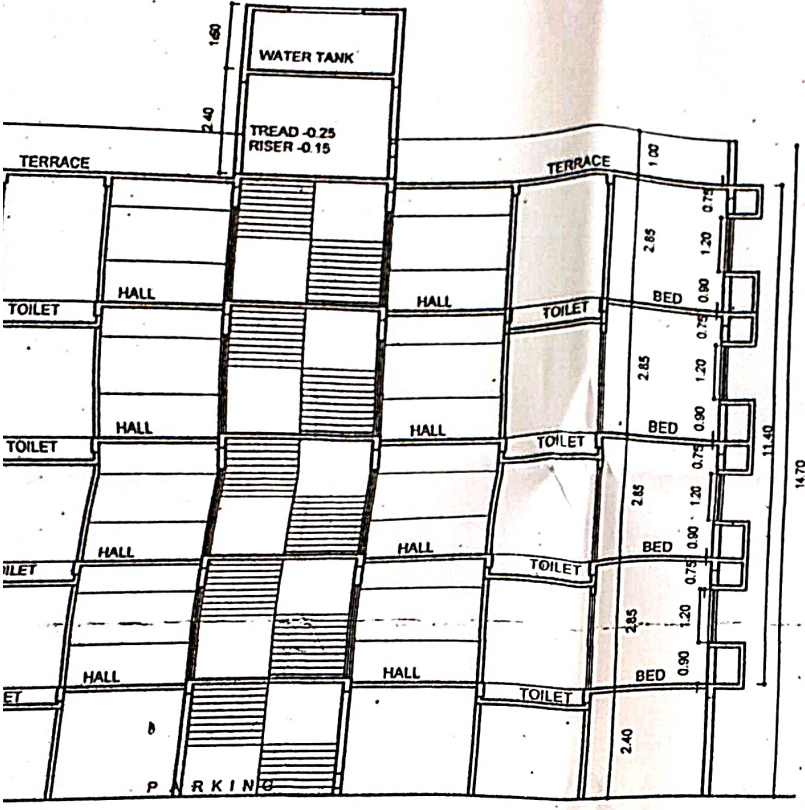 1.60
WATER TANK
2.40
TREAD -0.25
RISER -0.15
TERRACE
TERRACE
1.00
0.75
2.85
1.20
HALL
HALL
BED
0.90
TOILET
TOILET
0.75
2.85
1.20
HALL
HALL
BED
0.90
TOILET
TOILET
0.75
11.40
14.70
2.85
1.20
HALL
HALL
BED
0.90
OILET
TOILET
0.75
2.85
1.20
HALL
HALL
BED
0.90
ET
TOILET
2.40
PARKING